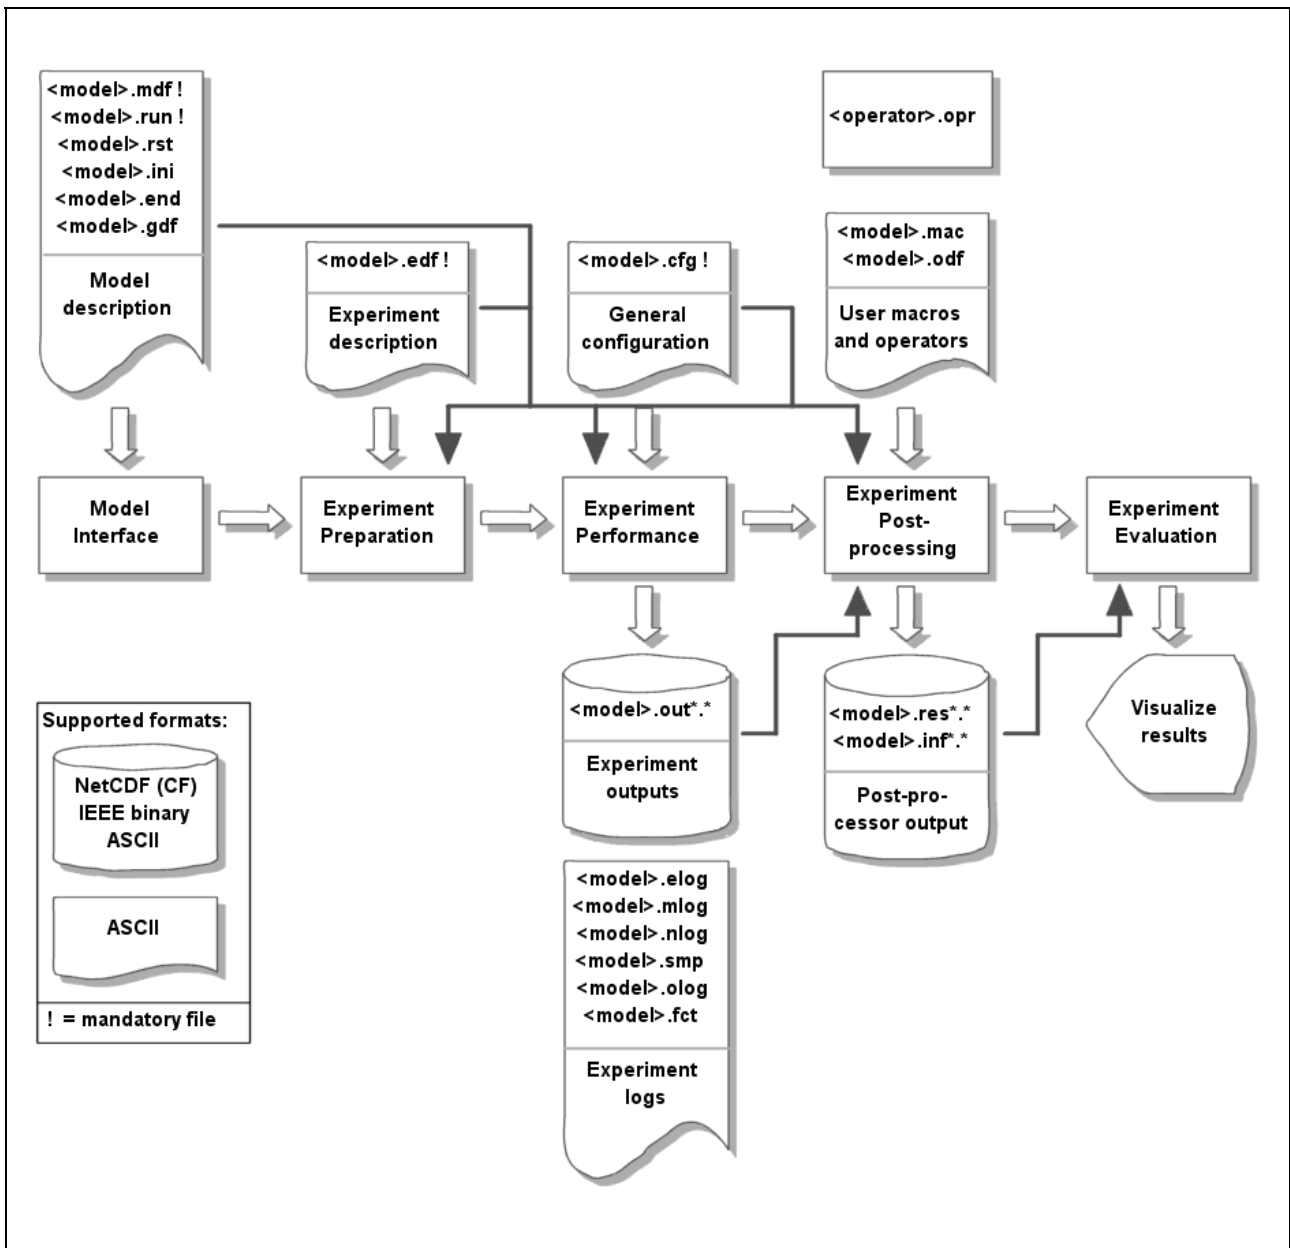 <model>.mdf !
<model>.run !
<model>.rst
<model>.ini
<model>.end
<model>.gdf
Model
description
<model>.edf !
Experiment
description
<model>.cfg !
General
configuration
<operator>.opr
<model>.mac
<model>.odf
User macros
and operators
Model
Interface
Experiment
Preparation
Experiment
Performance
Experiment
Post-
processing
Experiment
Evaluation
<model>.out*.*
Experiment
outputs
<model>.res*.*
<model>.inf*.*
Post-pro-
cessor output
Visualize
results
Supported formats:
NetCDF (CF)
IEEE binary
ASCII
ASCII
! = mandatory file
<model>.elog
<model>.mlog
<model>.nlog
<model>.smp
<model>.olog
<model>.fct
Experiment
logs